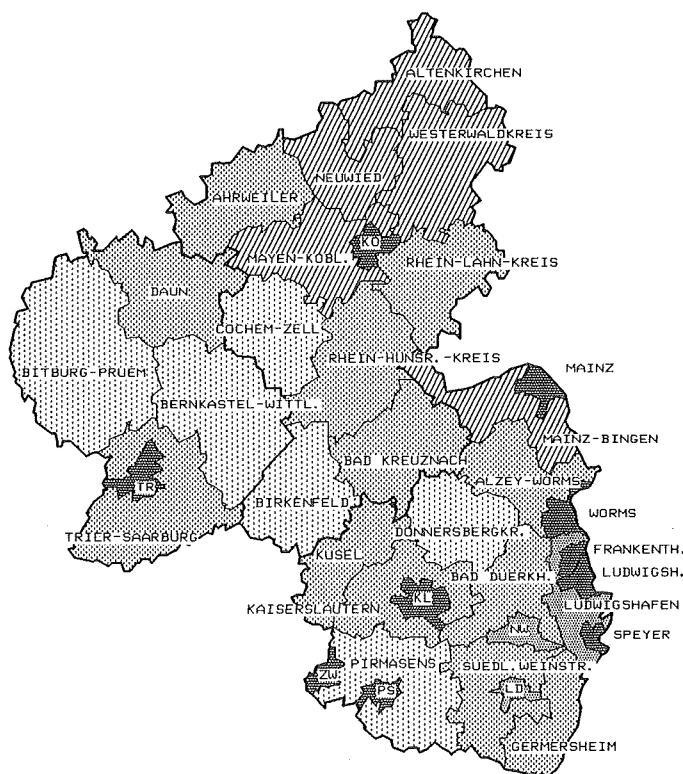 ALTENKIRCHEN
WESTERWALDKREIS
NEUWIED
AHRWEILER
KO
MAYEN-KOBL.
RHEIN-LAHN-KREIS
DAUN
COCHEM-ZELL
RHEIN-HUNSR.-KREIS
MAINZ
BITBURG-PRUEM
BERNKASTEL-WITTL.
MAINZ-BINGEN
BAD KREUZNACH
ALZEY-WORMS
TR
BIRKENFELD
WORMS
TRIER-SAARBURG
DONNERSBERGKR.
KUSEL
FRANKENTH.
BAD DUERKH.
LUDWIGSH.
KL
KAISERSLAUTERN
LUDWIGSHAFEN
NW
SPEYER
PIRMASENS
SUEDL.WEINSTR.
ZW
PS
LD
GERMERSHEIM